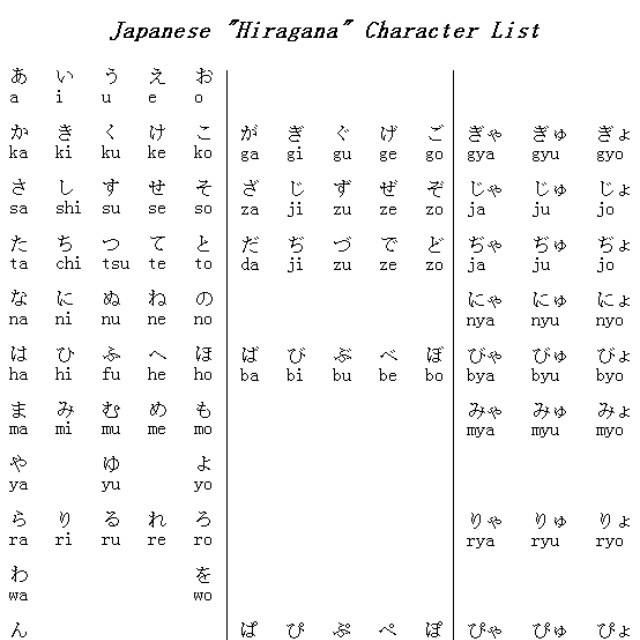 Japanese "Hiragana" Character List
あ い う え お
a i u e o
か き く け こ が ぎ ぐ げ ご ぎゃ ぎゅ ぎょ
ka ki ku ke ko ga gi gu ge go gya gyu gyo
さ し す せ そ ざ じ ず ぜ ぞ じゃ じゅ じょ
sa shi su se so za ji zu ze zo ja ju jo
た ち つ て と だ ぢ づ で ど ぢゃ ぢゅ ぢょ
ta chi tsu te to da ji zu ze zo ja ju jo
な に ぬ ね の にゃ にゅ にょ
na ni nu ne no nya nyu nyo
は ひ ふ へ ほ ば び ぶ べ ぼ びゃ びゅ びょ
ha hi fu he ho ba bi bu be bo bya byu byo
ま み む め も みゃ みゅ みょ
ma mi mu me mo mya myu myo
や ゆ よ
ya yu yo
ら り る れ ろ りゃ りゅ りょ
ra ri ru re ro rya ryu ryo
わ を
wa wo
ん ぱ ぴ ぷ ぺ ぽ ぴゃ ぴゅ ぴょ